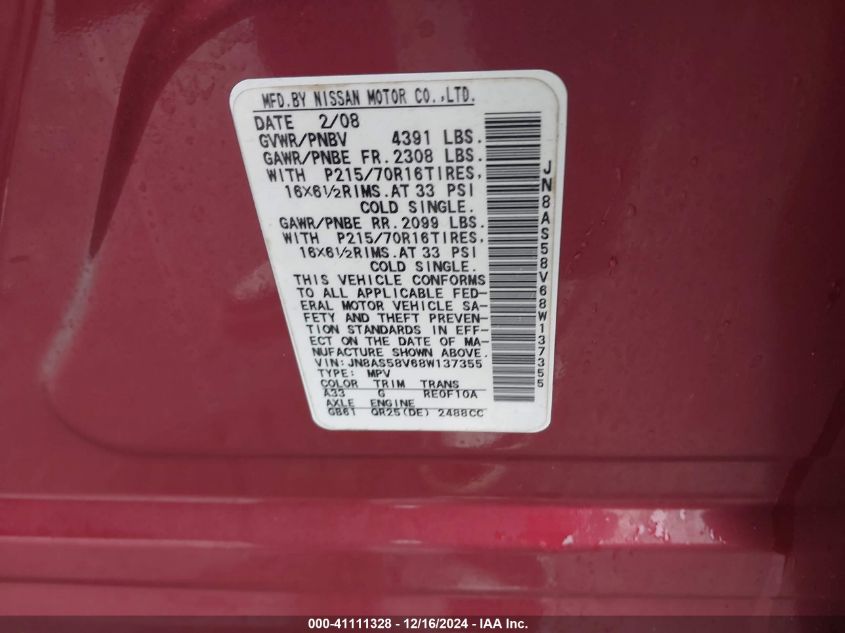 MFD.BY NISSAN MOTOR CO.,LTD.
DATE 2/08
GVWR/PNBV 4391 LBS.
GAWR/PNBE FR. 2308 LBS.
WITH P215/70R16TIRES,
16X6½RIMS.AT 33 PSI
COLD SINGLE.
GAWR/PNBE RR. 2099 LBS.
WITH P215/70R16TIRES,
16X6½RIMS.AT 33 PSI
COLD SINGLE.
THIS VEHICLE CONFORMS
TO ALL APPLICABLE FED-
ERAL MOTOR VEHICLE SA-
FETY AND THEFT PREVEN-
TION STANDARDS IN EFF-
ECT ON THE DATE OF MA-
NUFACTURE SHOWN ABOVE.
VIN: JN8AS58V68W137355
TYPE: MPV
COLOR TRIM TRANS
A33 G RE0F10A
AXLE ENGINE
GB61 QR25(DE) 2488CC
JN8AS58V68W137355
000-41111328 - 12/16/2024 - IAA Inc.